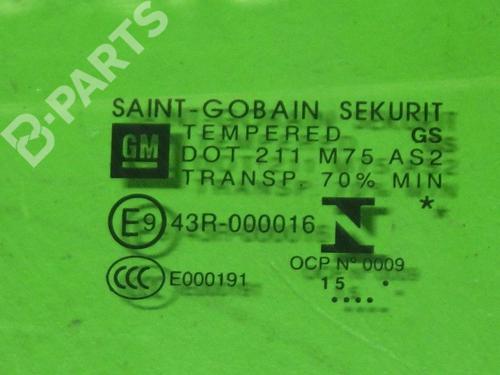 B-PARTS
SAINT-GOBAIN SEKURIT
GM TEMPERED GS
DOT 211 M75 AS2
TRANSP. 70% MIN
*
E9 43R-000016 N
CCC E000191 OCP N° 0009
15 .
....